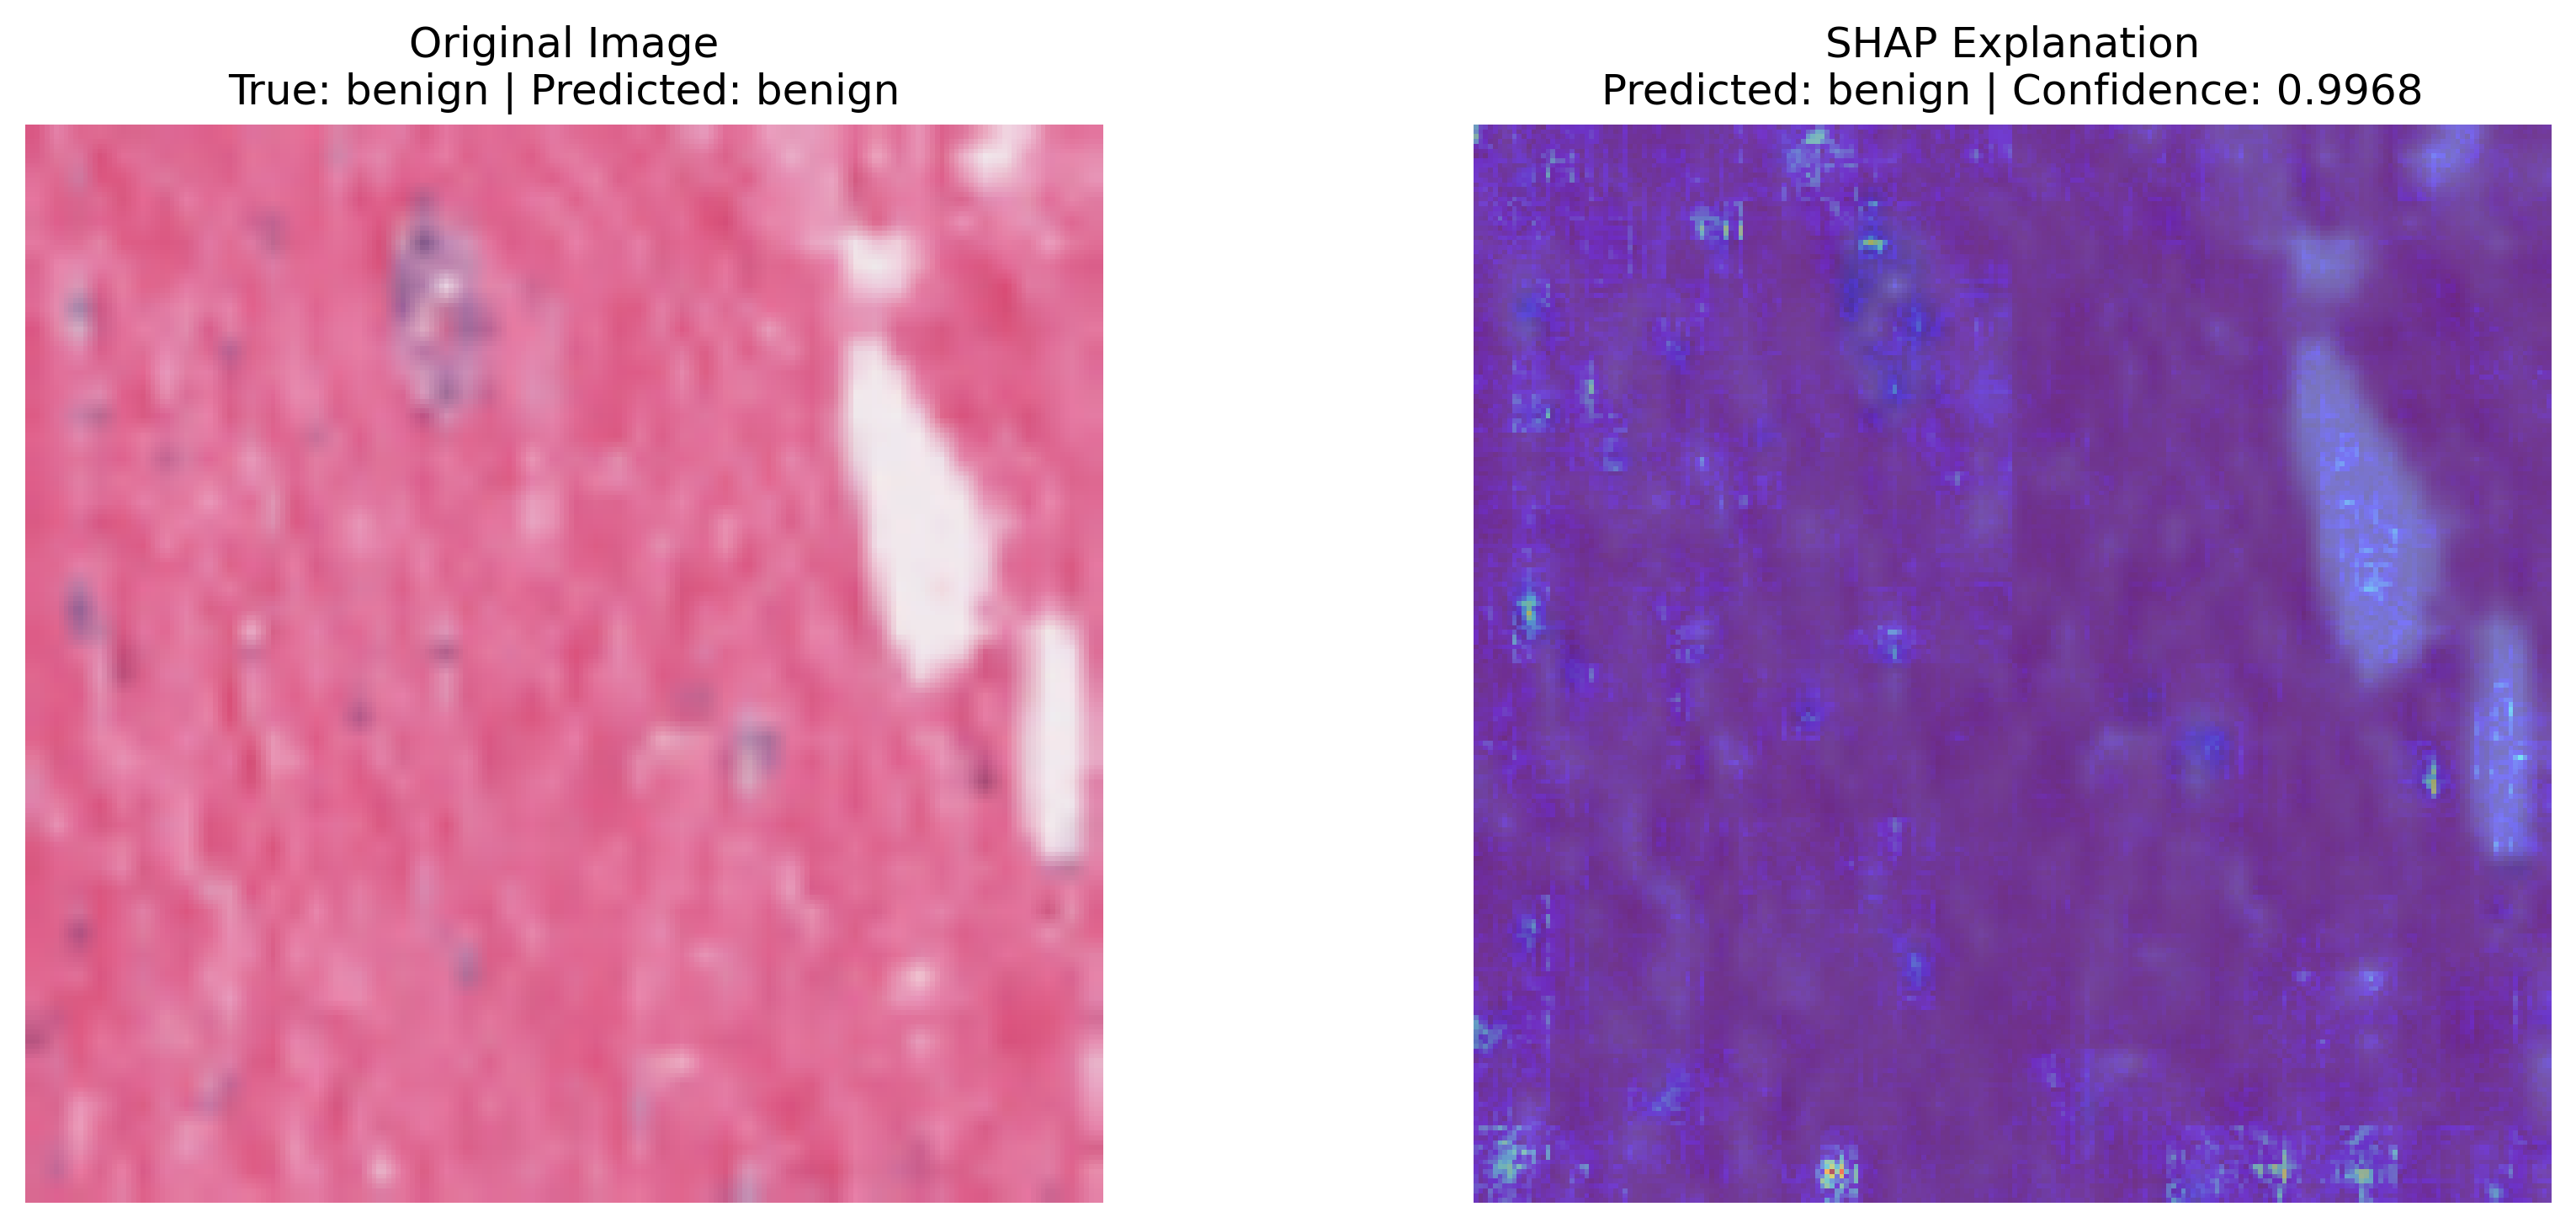 Original Image
True: benign | Predicted: benign
SHAP Explanation
Predicted: benign | Confidence: 0.9968